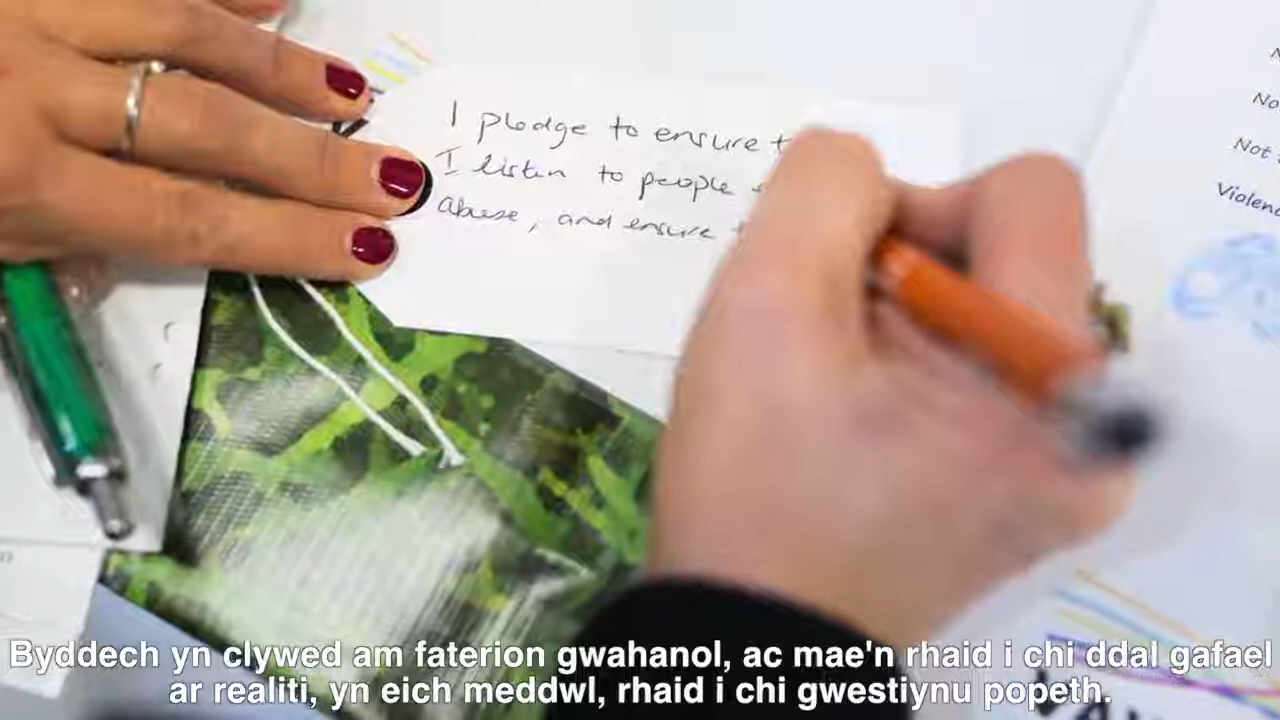 I pledge to ensure
I listen to people
abuse, and ensure
No
Not
Byddech yn clywed am faterion gwahanol, ac mae'n rhaid i chi ddal gafael
ar realiti, yn eich meddwl, rhaid i chi gwestiynu popeth.